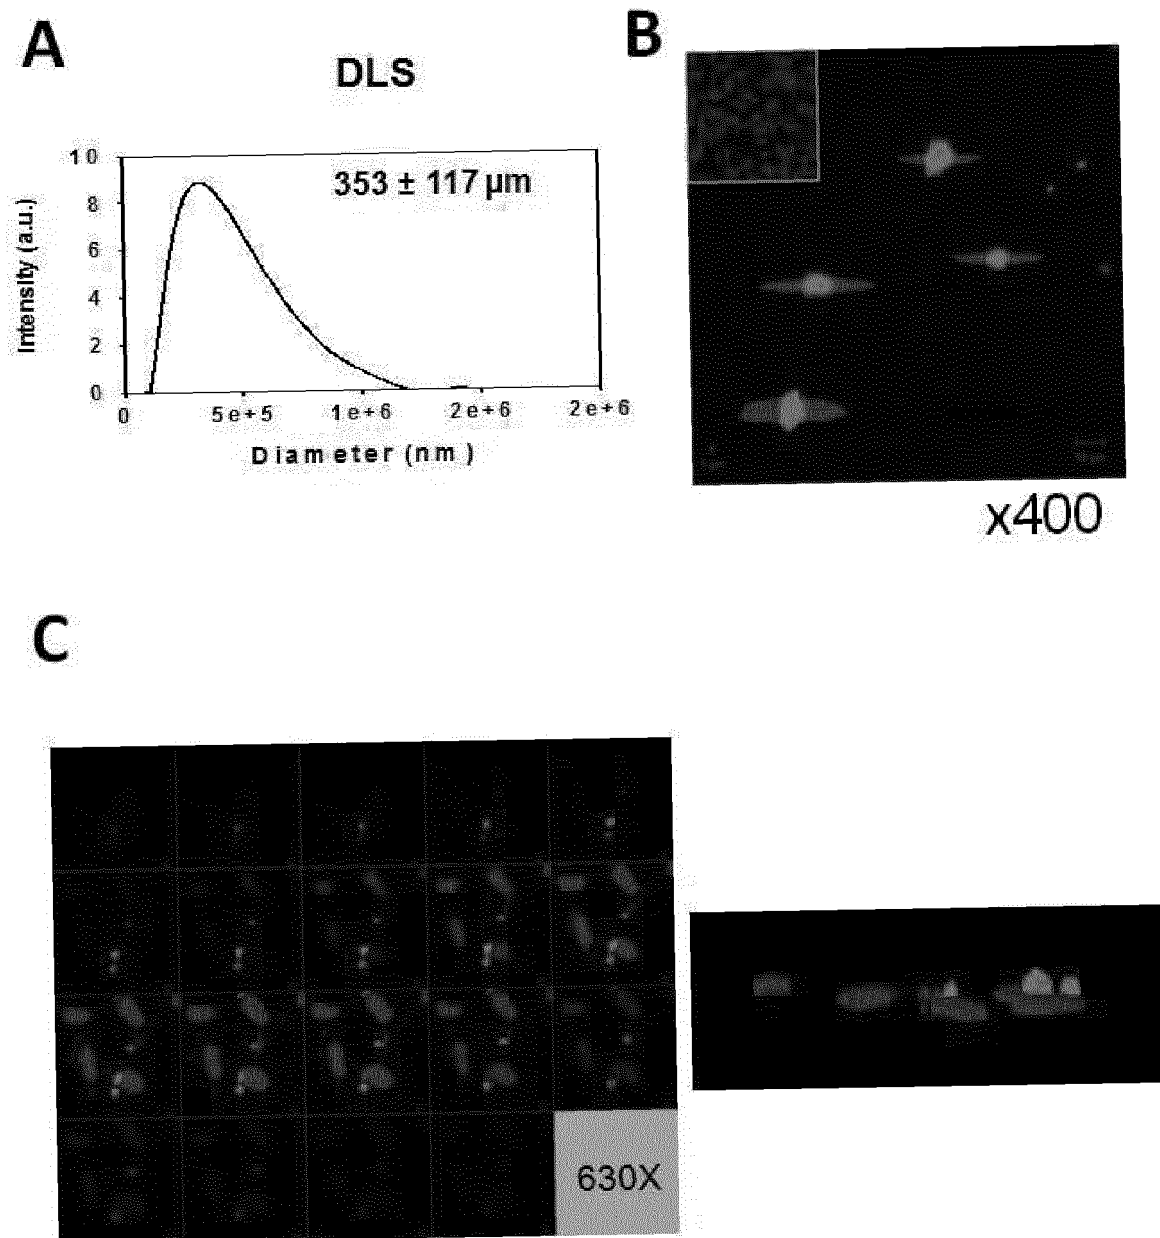 A
DLS
353 ± 117 µm
Intensity (a.u.)
10
8
6
4
2
0
0 5e+5 1e+6 2e+6 2e+6
Diameter (nm)
B
x400
C
630X